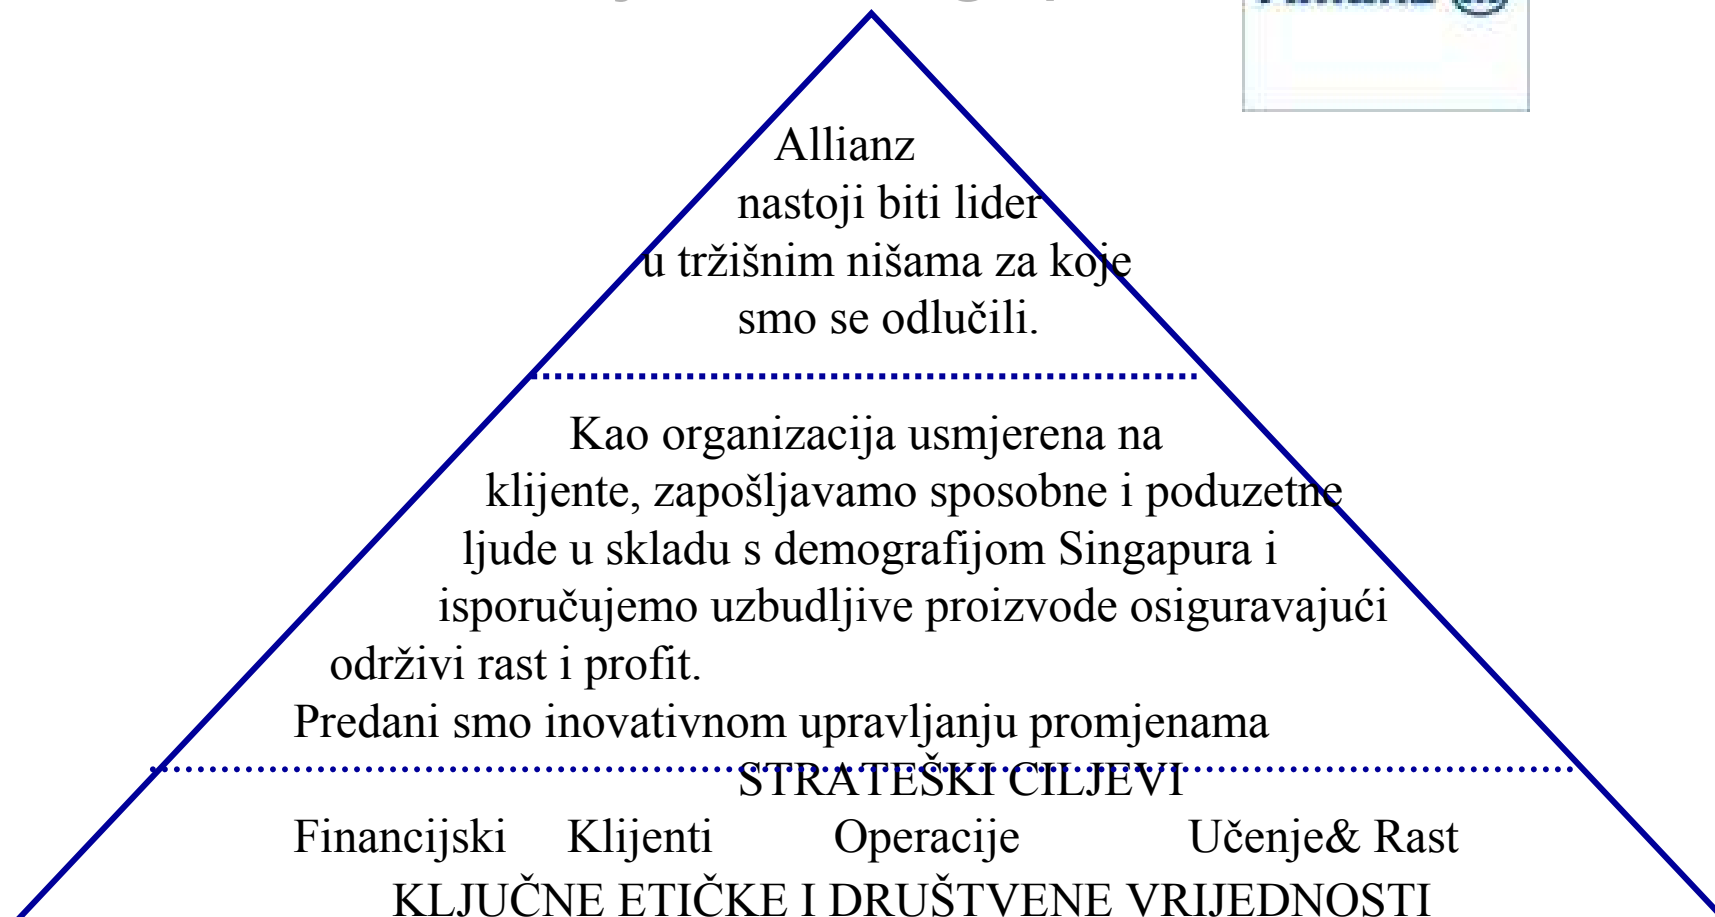 Allianz
nastoji biti lider
u tržišnim nišama za koje
smo se odlučili.
Kao organizacija usmjerena na
klijente, zapošljavamo sposobne i poduzetne
ljude u skladu s demografijom Singapura i
isporučujemo uzbudljive proizvode osiguravajući
održivi rast i profit.
Predani smo inovativnom upravljanju promjenama
STRATEŠKI CILJEVI
Financijski Klijenti Operacije Učenje& Rast
KLJUČNE ETIČKE I DRUŠTVENE VRIJEDNOSTI